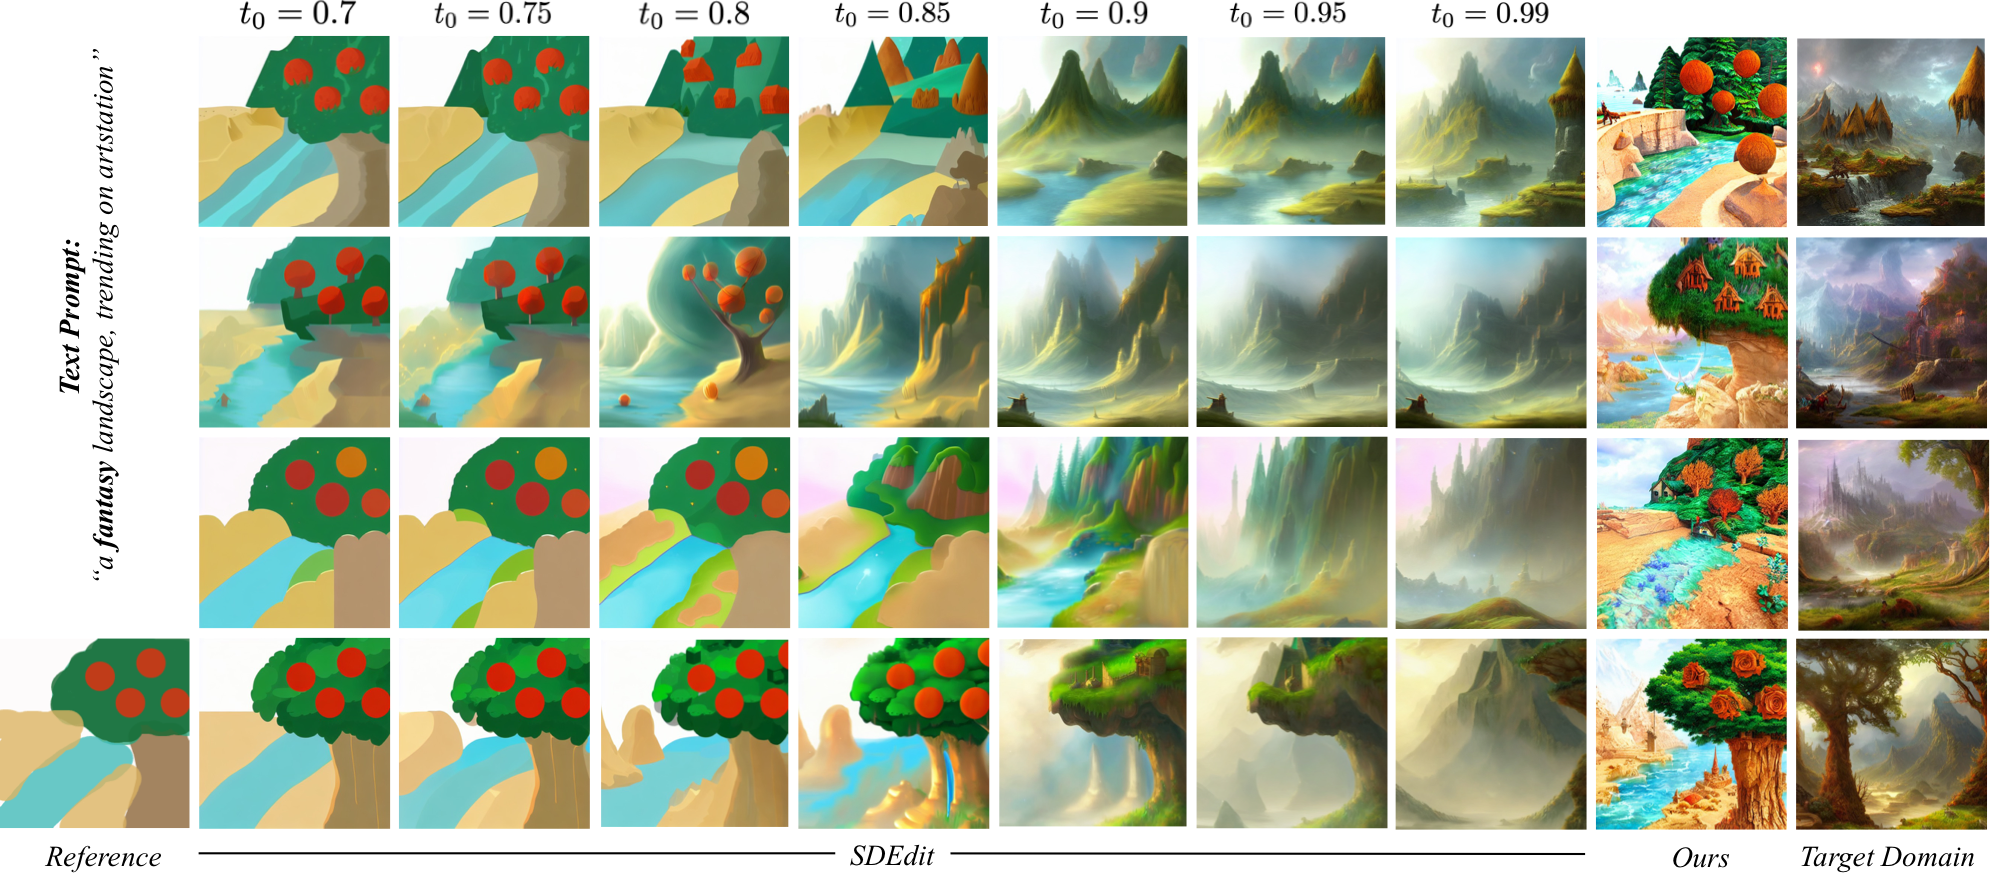 t₀ = 0.7 t₀ = 0.75 t₀ = 0.8 t₀ = 0.85 t₀ = 0.9 t₀ = 0.95 t₀ = 0.99
Text Prompt:
“a fantasy landscape, trending on artstation”
Reference SDEdit Ours Target Domain